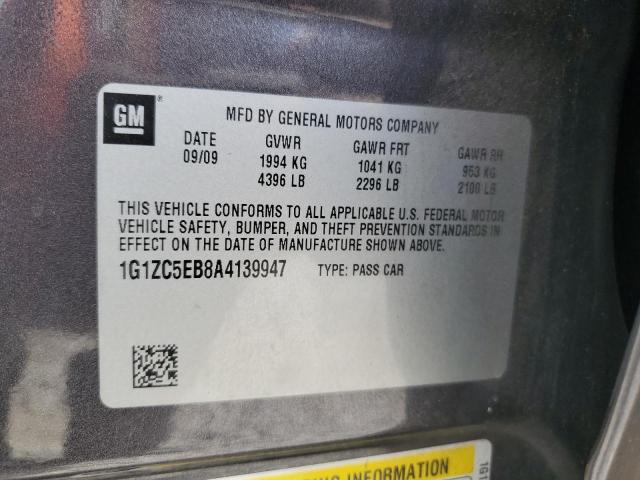 GM®
MFD BY GENERAL MOTORS COMPANY
DATE GVWR GAWR FRT GAWR RR
09/09 1994 KG 1041 KG 953 KG
4396 LB 2296 LB 2100 LB
THIS VEHICLE CONFORMS TO ALL APPLICABLE U.S. FEDERAL MOTOR
VEHICLE SAFETY, BUMPER, AND THEFT PREVENTION STANDARDS IN
EFFECT ON THE DATE OF MANUFACTURE SHOWN ABOVE.
1G1ZC5EB8A4139947 TYPE: PASS CAR
INFORMATION
1G1